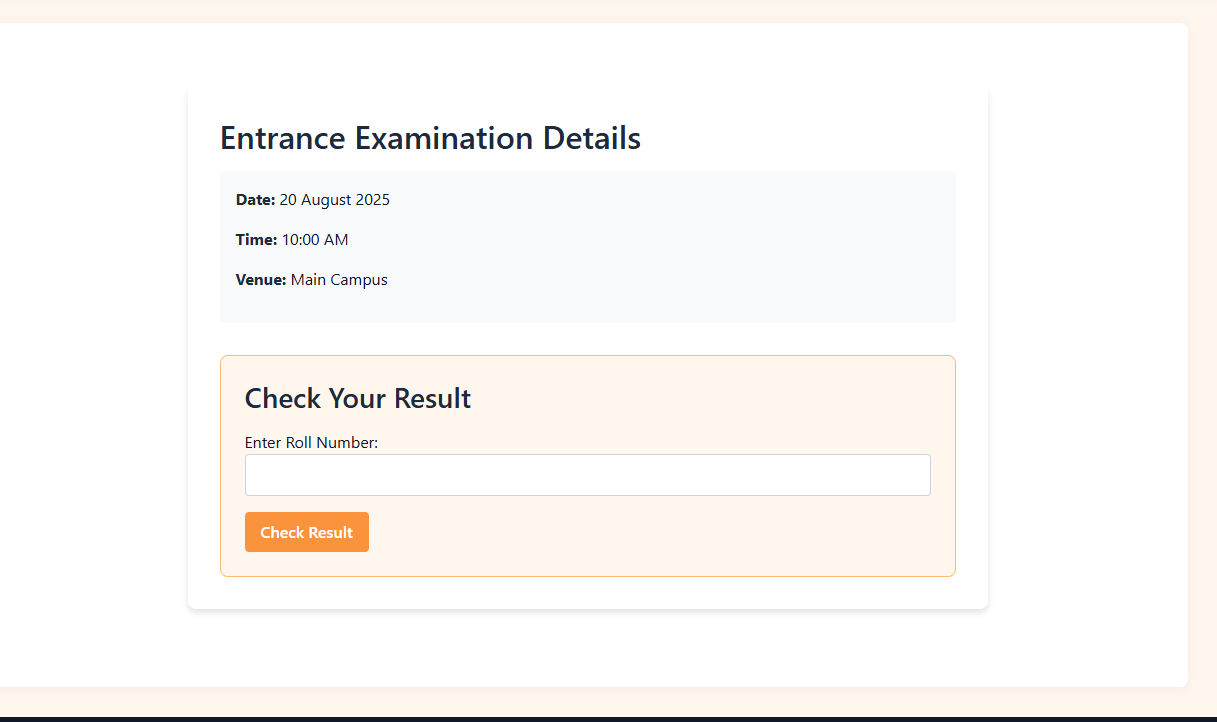 Entrance Examination Details
Date: 20 August 2025
Time: 10:00 AM
Venue: Main Campus
Check Your Result
Enter Roll Number:
Check Result